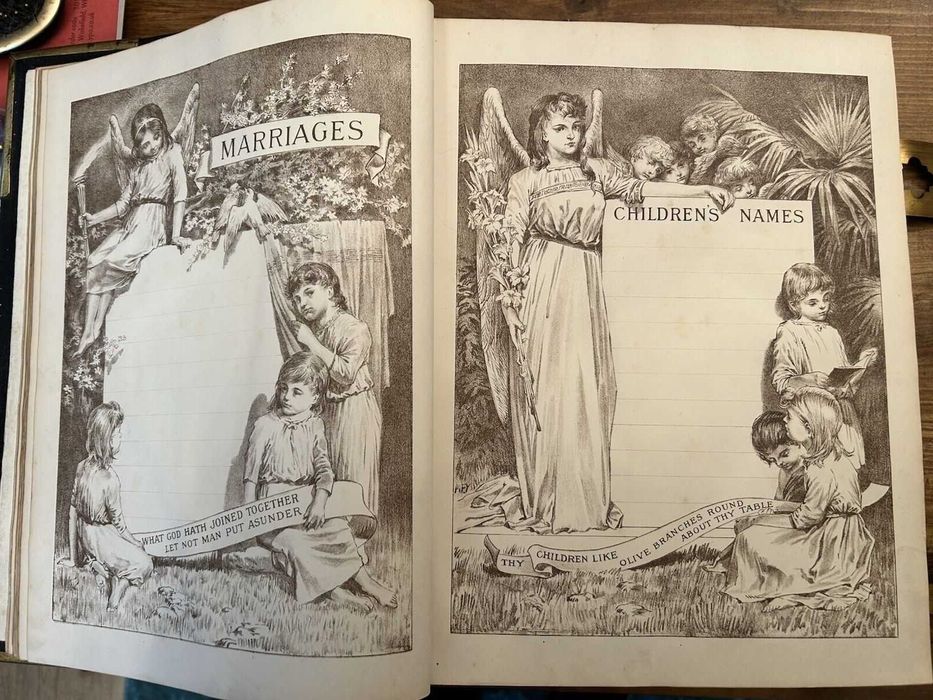 MARRIAGES
WHAT GOD HATH JOINED TOGETHER
LET NOT MAN PUT ASUNDER
CHILDREN'S NAMES
THY CHILDREN LIKE OLIVE BRANCHES ROUND
ABOUT THY TABLE